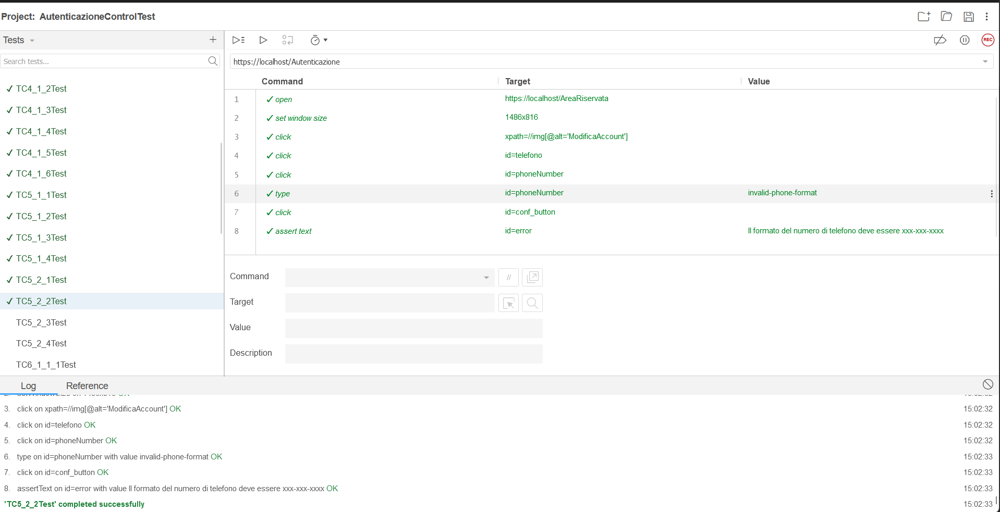 Project: AutenticazioneControlTest
Tests
Search tests...
TC4_1_2Test
TC4_1_3Test
TC4_1_4Test
TC4_1_5Test
TC4_1_6Test
TC5_1_1Test
TC5_1_2Test
TC5_1_3Test
TC5_1_4Test
TC5_2_1Test
TC5_2_2Test
TC5_2_3Test
TC5_2_4Test
TC6_1_1_1Test
REC
https://localhost/Autenticazione
Command Target Value
1 open https://localhost/AreaRiservata
2 set window size 1486x816
3 click xpath=//img[@alt='ModificaAccount']
4 click id=telefono
5 click id=phoneNumber
6 type id=phoneNumber invalid-phone-format
7 click id=conf_button
8 assert text id=error Il formato del numero di telefono deve essere xxx-xxx-xxxx
Command //
Target
Value
Description
Log Reference
2. setWindowSize on 1486x816 OK 15:02:32
3. click on xpath=//img[@alt='ModificaAccount'] OK 15:02:32
4. click on id=telefono OK 15:02:32
5. click on id=phoneNumber OK 15:02:32
6. type on id=phoneNumber with value invalid-phone-format OK 15:02:33
7. click on id=conf_button OK 15:02:33
8. assertText on id=error with value Il formato del numero di telefono deve essere xxx-xxx-xxxx OK 15:02:33
'TC5_2_2Test' completed successfully 15:02:33